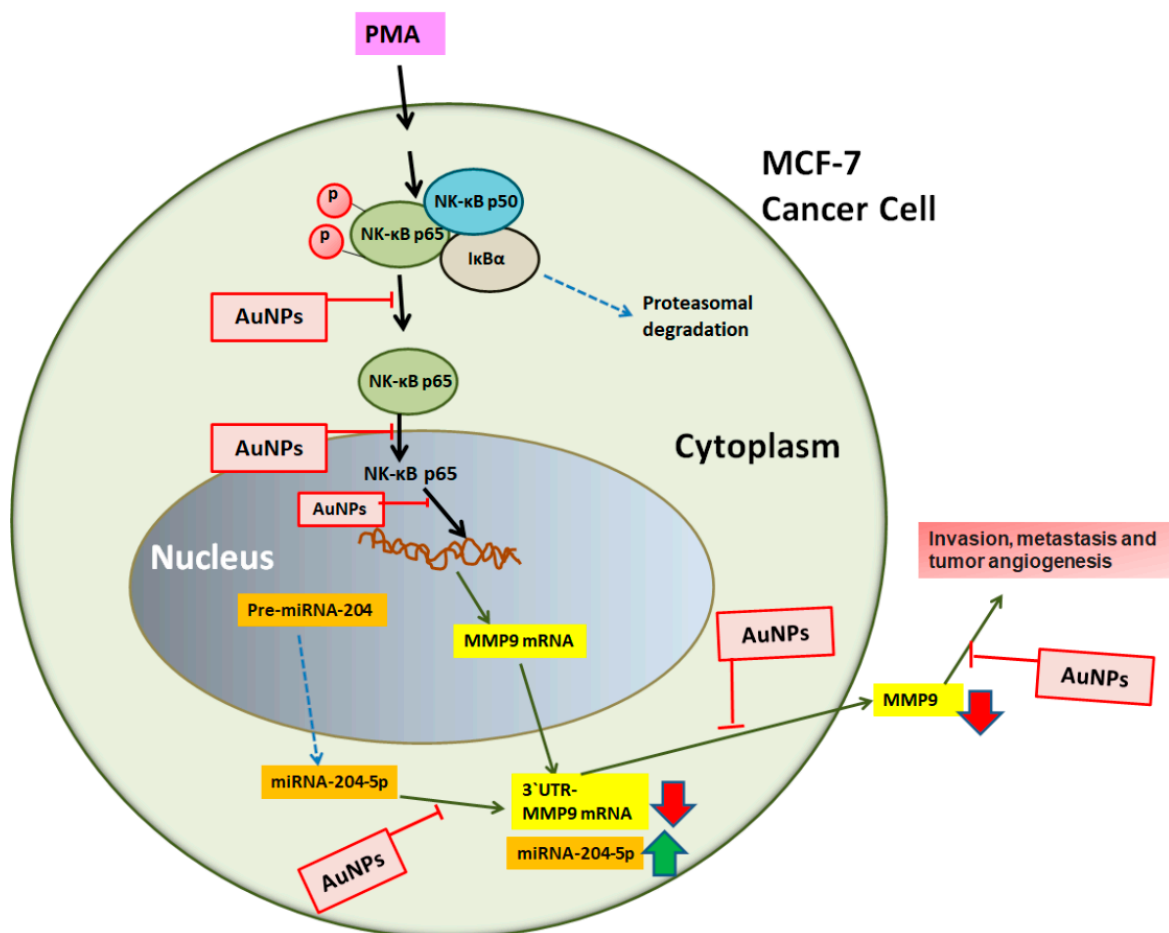 PMA
MCF-7
Cancer Cell
p
NK-κB p50
p
NK-κB p65
IκBα
AuNPs
Proteasomal
degradation
NK-κB p65
AuNPs
Cytoplasm
NK-κB p65
AuNPs
Nucleus
Invasion, metastasis and
tumor angiogenesis
Pre-miRNA-204
MMP9 mRNA
AuNPs
AuNPs
MMP9
miRNA-204-5p
3`UTR-
MMP9 mRNA
miRNA-204-5p
AuNPs